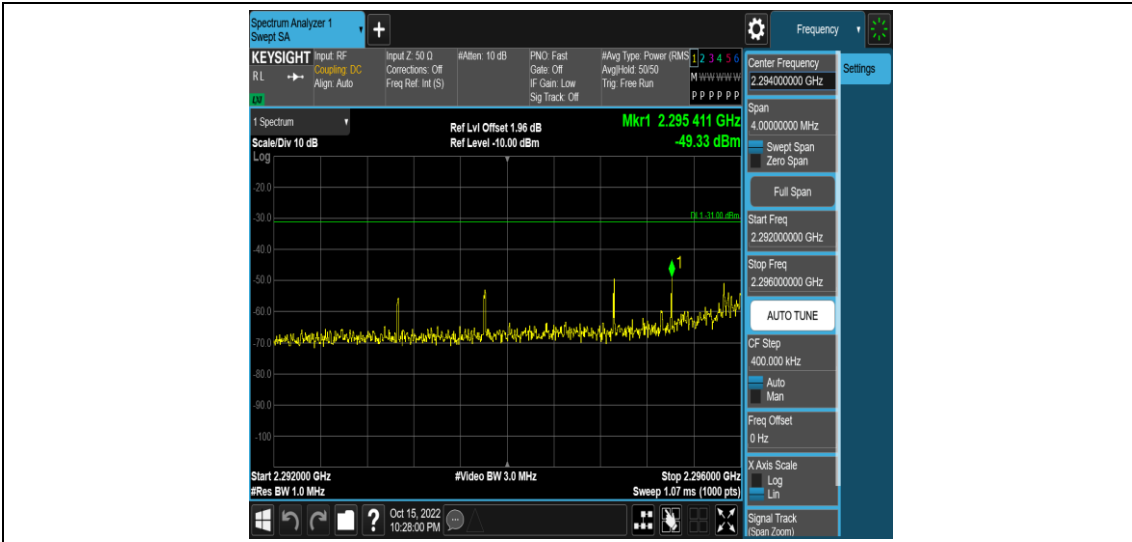 Spectrum Analyzer 1
Swept SA
+
Frequency
KEYSIGHT
RL
LXI
Input: RF
Coupling: DC
Align: Auto
Input Z: 50 Ω
Corrections: Off
Freq Ref: Int (S)
#Atten: 10 dB
PNO: Fast
Gate: Off
IF Gain: Low
Sig Track: Off
#Avg Type: Power (RMS
Avg|Hold: 50/50
Trig: Free Run
1 2 3 4 5 6
M W W W W W
P P P P P P
1 Spectrum
Scale/Div 10 dB
Log
Ref Lvl Offset 1.96 dB
Ref Level -10.00 dBm
Mkr1 2.295 411 GHz
-49.33 dBm
-20.0
-30.0
DL1 -31.00 dBm
-40.0
1
-50.0
-60.0
-70.0
-80.0
-90.0
-100
Start 2.292000 GHz
#Res BW 1.0 MHz
#Video BW 3.0 MHz
Stop 2.296000 GHz
Sweep 1.07 ms (1000 pts)
Center Frequency
2.294000000 GHz
Settings
Span
4.00000000 MHz
Swept Span
Zero Span
Full Span
Start Freq
2.292000000 GHz
Stop Freq
2.296000000 GHz
AUTO TUNE
CF Step
400.000 kHz
Auto
Man
Freq Offset
0 Hz
X Axis Scale
Log
Lin
Signal Track
(Span Zoom)
?
Oct 15, 2022
10:28:00 PM